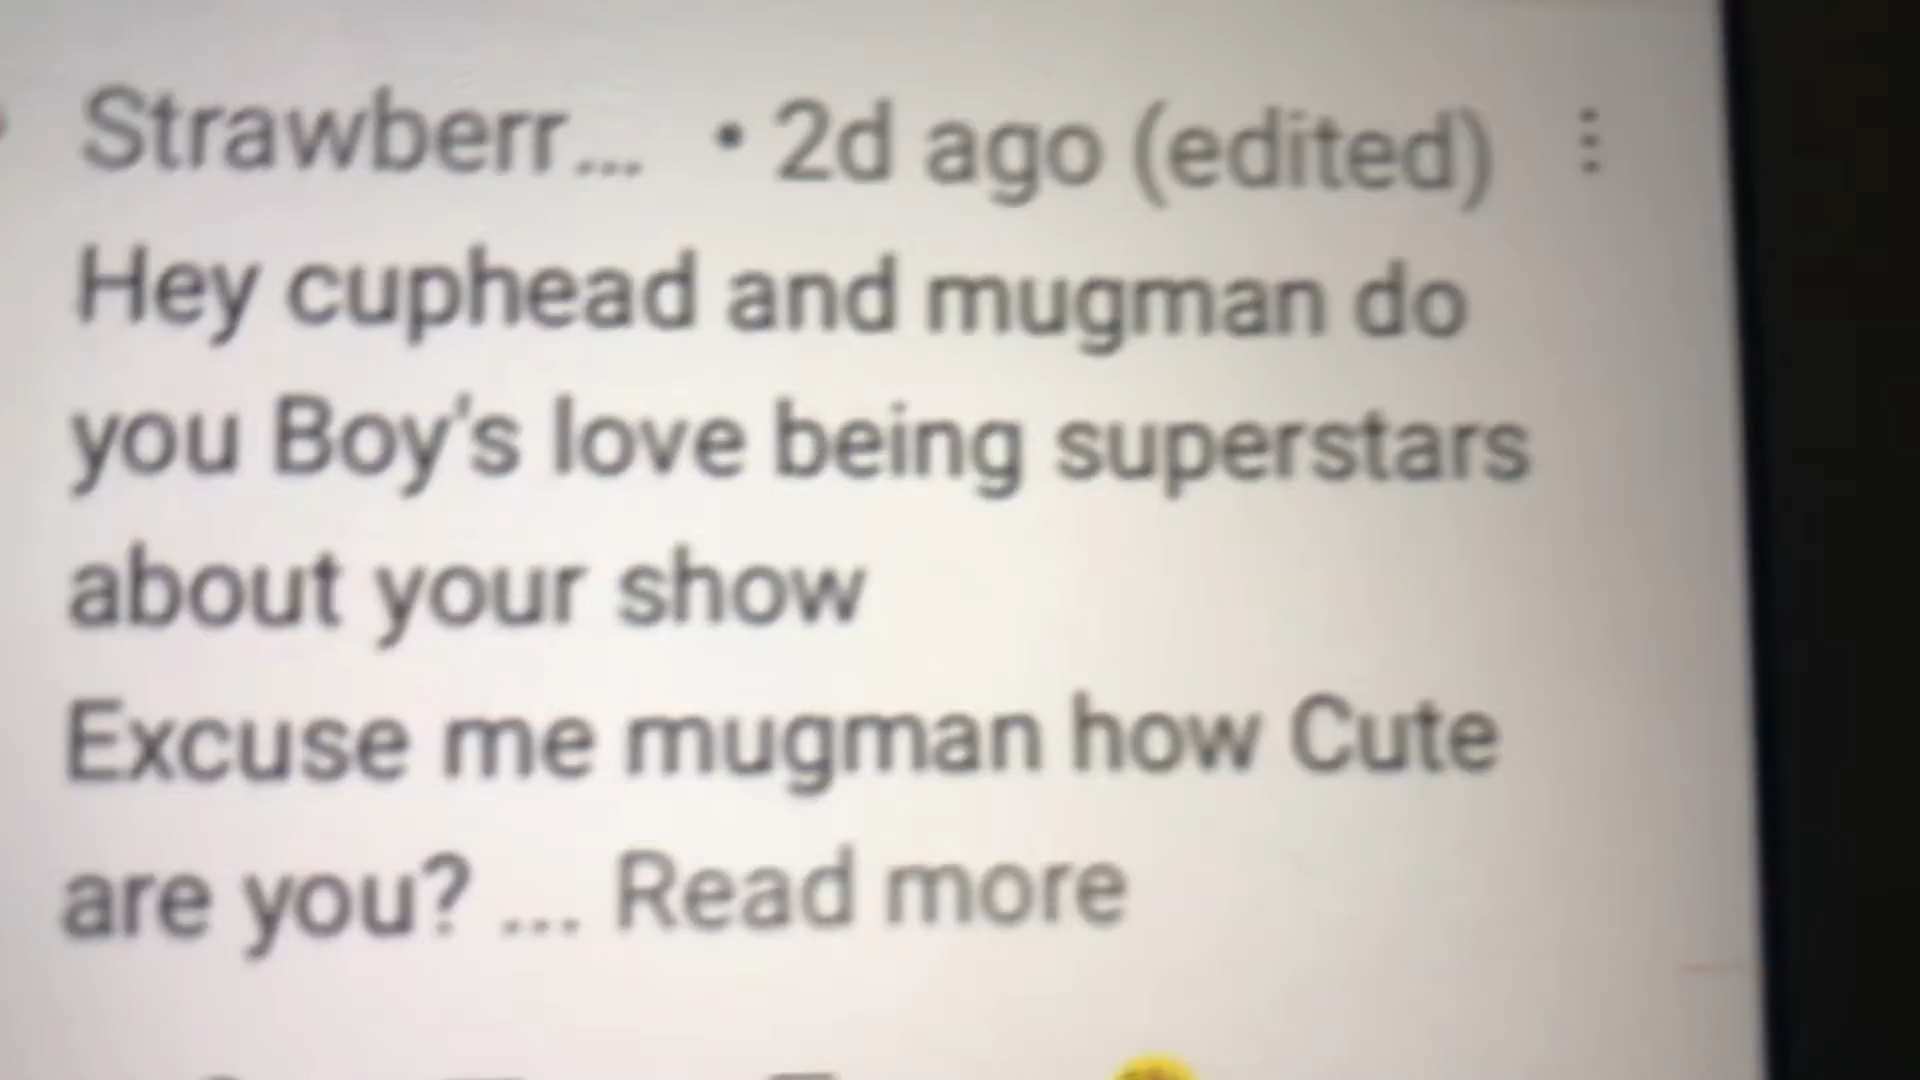 Strawberr... • 2d ago (edited)
Hey cuphead and mugman do
you Boy's love being superstars
about your show
Excuse me mugman how Cute
are you? ... Read more